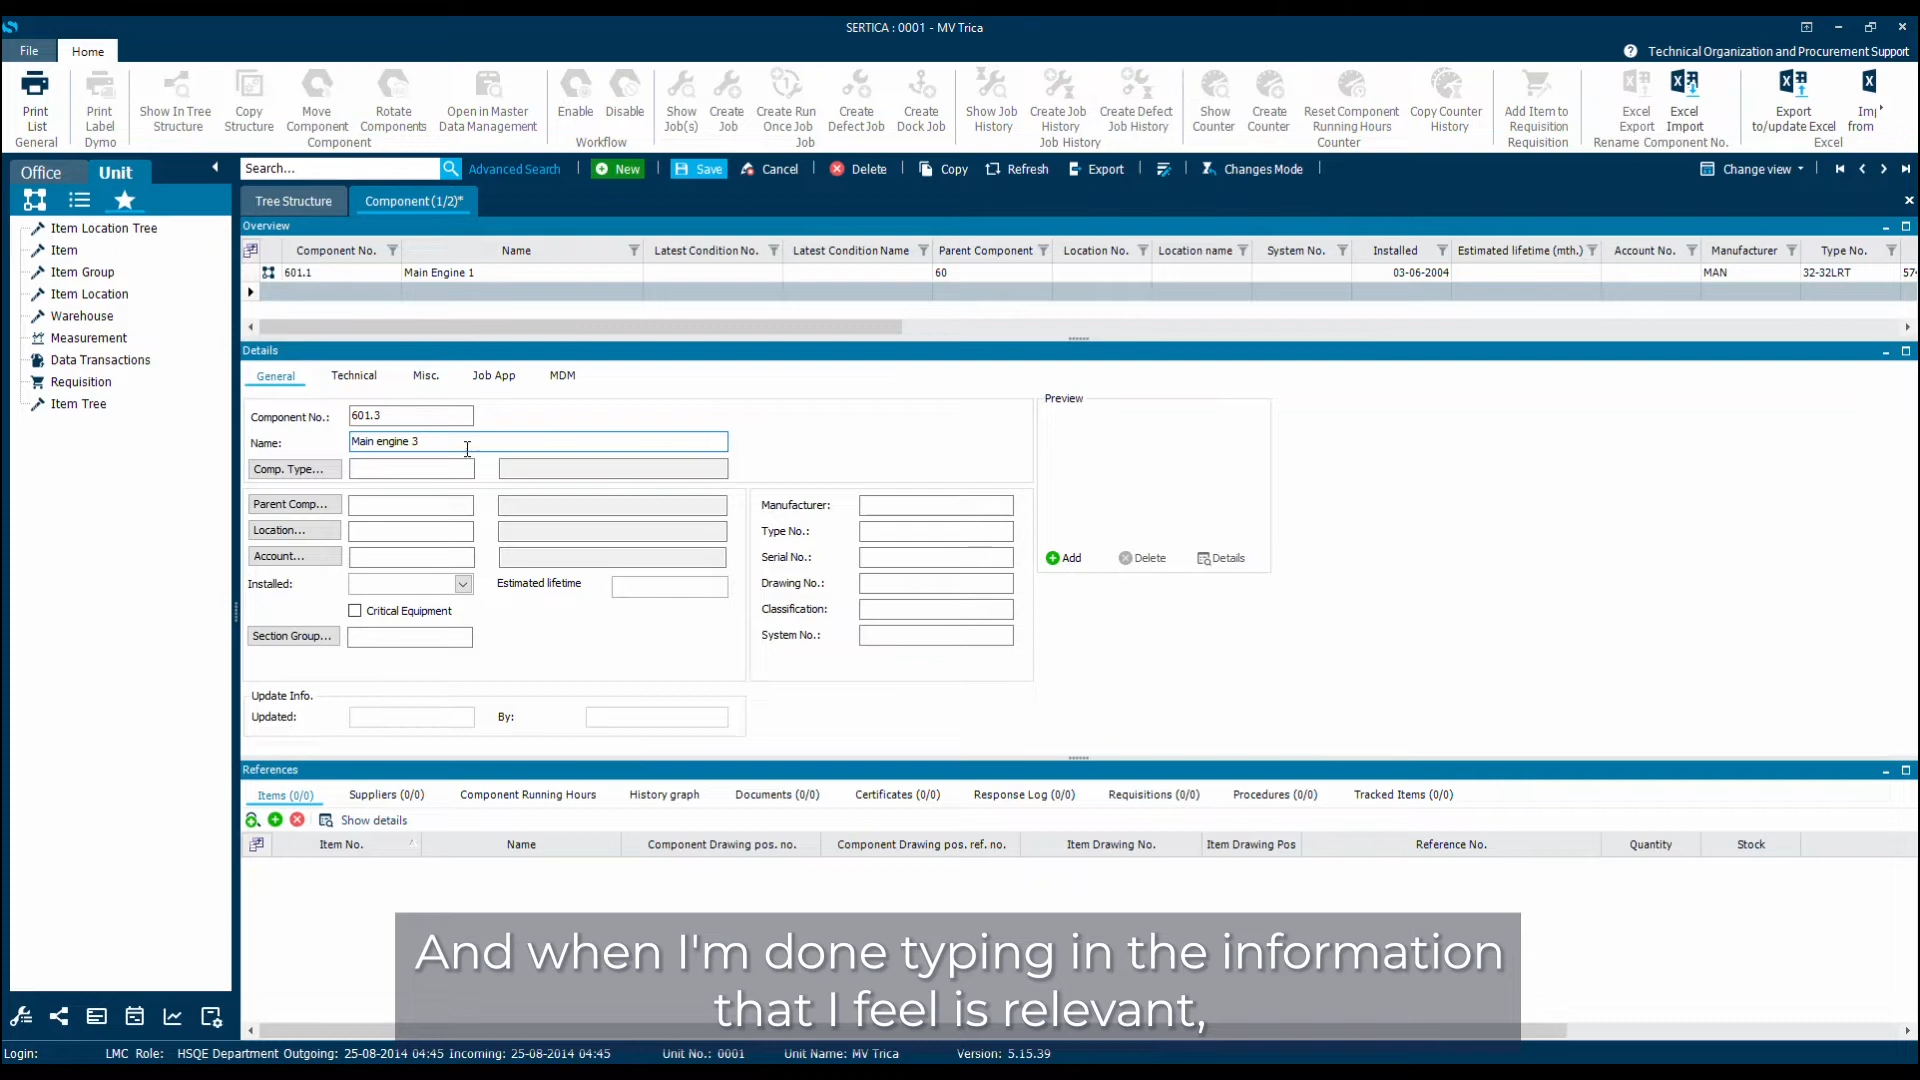 SERTICA : 0001 - MV Trica
File Home
Technical Organization and Procurement Support
Print List
Print Label
Show In Tree Structure
Copy Structure
Move Component
Rotate Components
Open in Master Data Management
Enable
Disable
Show Job(s)
Create Job
Create Run Once Job
Create Defect Job
Create Dock Job
Show Job History
Create Job History
Create Defect Job History
Show Counter
Create Counter
Reset Component Running Hours
Copy Counter History
Add Item to Requisition
Excel Export
Excel Import
Export to/update Excel
Im from
General Dymo Component Workflow Job Job History Counter Requisition Rename Component No. Excel
Office Unit
Search... Advanced Search New Save Cancel Delete Copy Refresh Export Changes Mode Change view
Tree Structure Component (1/2)*
Item Location Tree
Item
Item Group
Item Location
Warehouse
Measurement
Data Transactions
Requisition
Item Tree
Overview
Component No. Name Latest Condition No. Latest Condition Name Parent Component Location No. Location name System No. Installed Estimated lifetime (mth.) Account No. Manufacturer Type No.
601.1 Main Engine 1 60 03-06-2004 MAN 32-32LRT 574
Details
General Technical Misc. Job App MDM
Component No.: 601.3
Name: Main engine 3
Comp. Type...
Parent Comp...
Location...
Account...
Installed: Estimated lifetime
Critical Equipment
Section Group...
Manufacturer:
Type No.:
Serial No.:
Drawing No.:
Classification:
System No.:
Preview
Add Delete Details
Update Info.
Updated: By:
References
Items (0/0) Suppliers (0/0) Component Running Hours History graph Documents (0/0) Certificates (0/0) Response Log (0/0) Requisitions (0/0) Procedures (0/0) Tracked Items (0/0)
Show details
Item No. Name Component Drawing pos. no. Component Drawing pos. ref. no. Item Drawing No. Item Drawing Pos Reference No. Quantity Stock
And when I'm done typing in the information
that I feel is relevant,
Login: LMC Role: HSQE Department Outgoing: 25-08-2014 04:45 Incoming: 25-08-2014 04:45 Unit No.: 0001 Unit Name: MV Trica Version: 5.15.39